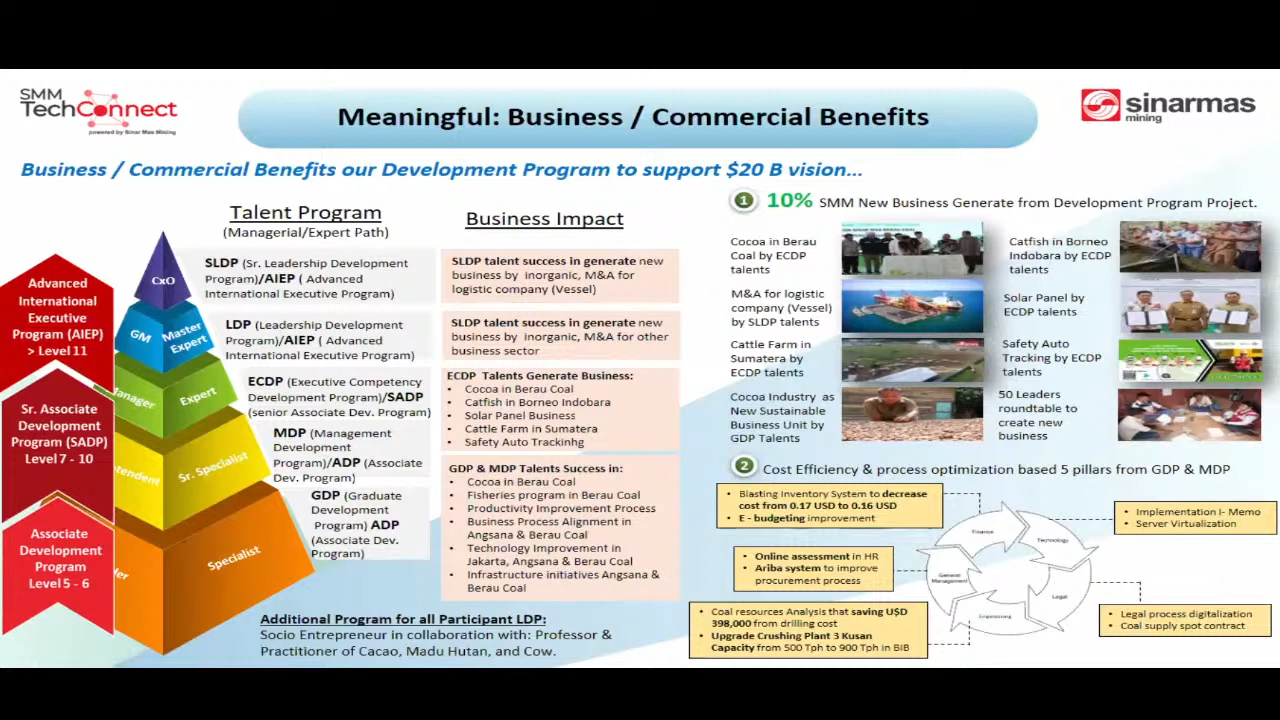 SMM
TechConnect
powered by Sinar Mas Mining
Meaningful: Business / Commercial Benefits
sinarmas
mining
Business / Commercial Benefits our Development Program to support $20 B vision...
Talent Program
(Managerial/Expert Path)
Business Impact
Advanced
International
Executive
Program (AIEP)
> Level 11
Sr. Associate
Development
Program (SADP)
Level 7 - 10
Associate
Development
Program
Level 5 - 6
CxO
GM
Master
Expert
Expert
Sr. Specialist
Specialist
SLDP (Sr. Leadership Development
Program)/AIEP ( Advanced
International Executive Program)
LDP (Leadership Development
Program)/AIEP ( Advanced
International Executive Program)
ECDP (Executive Competency
Development Program)/SADP
(senior Associate Dev. Program)
MDP (Management
Development
Program)/ADP (Associate
Dev. Program)
GDP (Graduate
Development
Program) ADP
(Associate Dev.
Program)
SLDP talent success in generate new
business by inorganic, M&A for
logistic company (Vessel)
SLDP talent success in generate new
business by inorganic, M&A for other
business sector
ECDP Talents Generate Business:
• Cocoa in Berau Coal
• Catfish in Borneo Indobara
• Solar Panel Business
• Cattle Farm in Sumatera
• Safety Auto Trackinhg
GDP & MDP Talents Success in:
• Cocoa in Berau Coal
• Fisheries program in Berau Coal
• Productivity Improvement Process
• Business Process Alignment in
Angsana & Berau Coal
• Technology Improvement in
Jakarta, Angsana & Berau Coal
• Infrastructure initiatives Angsana &
Berau Coal
Additional Program for all Participant LDP:
Socio Entrepreneur in collaboration with: Professor &
Practitioner of Cacao, Madu Hutan, and Cow.
1 10% SMM New Business Generate from Development Program Project.
Cocoa in Berau
Coal by ECDP
talents
M&A for logistic
company (Vessel)
by SLDP talents
Cattle Farm in
Sumatera by
ECDP talents
Cocoa Industry as
New Sustainable
Business Unit by
GDP Talents
Catfish in Borneo
Indobara by ECDP
talents
Solar Panel by
ECDP talents
Safety Auto
Tracking by ECDP
talents
50 Leaders
roundtable to
create new
business
2 Cost Efficiency & process optimization based 5 pillars from GDP & MDP
• Blasting Inventory System to decrease
cost from 0.17 USD to 0.16 USD
• E - budgeting improvement
• Online assessment in HR
• Ariba system to improve
procurement process
• Coal resources Analysis that saving U$D
398,000 from drilling cost
• Upgrade Crushing Plant 3 Kusan
Capacity from 500 Tph to 900 Tph in BIB
Finance
Technology
Legal
Engineering
General
Management
• Implementation I- Memo
• Server Virtualization
• Legal process digitalization
• Coal supply spot contract